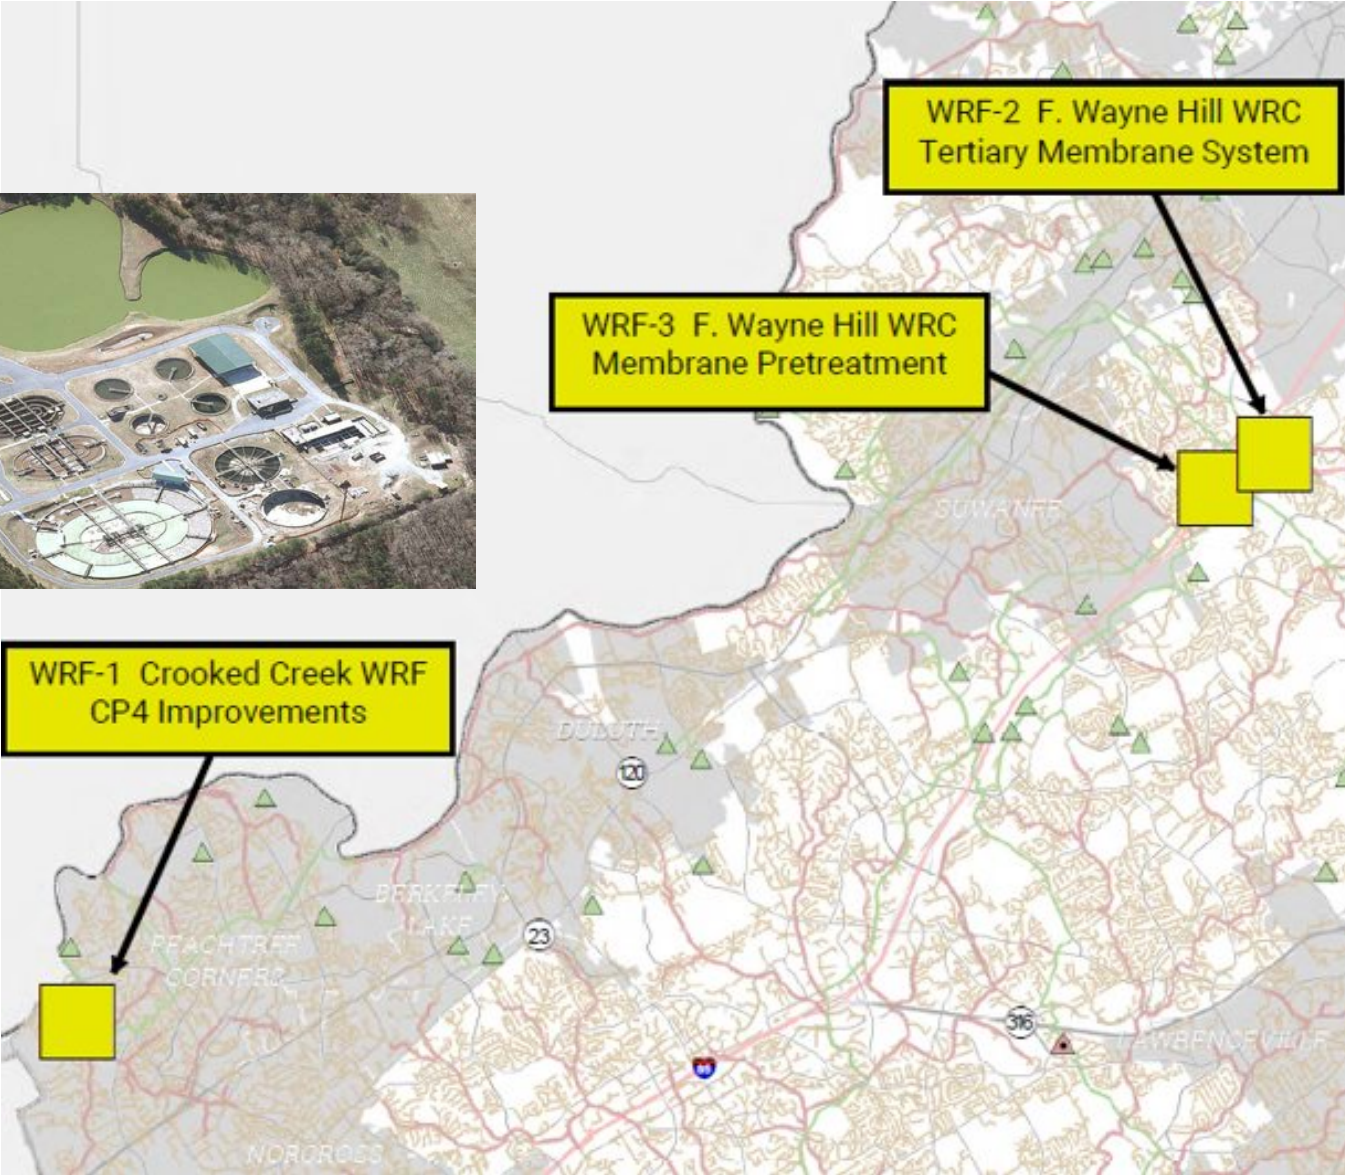 WRF-2 F. Wayne Hill WRC
Tertiary Membrane System
WRF-3 F. Wayne Hill WRC
Membrane Pretreatment
SUWANEE
WRF-1 Crooked Creek WRF
CP4 Improvements
DULUTH
120
BERKELEY
LAKE
23
PEACHTREE
CORNERS
316
LAWRENCEVILLE
85
NORCROSS